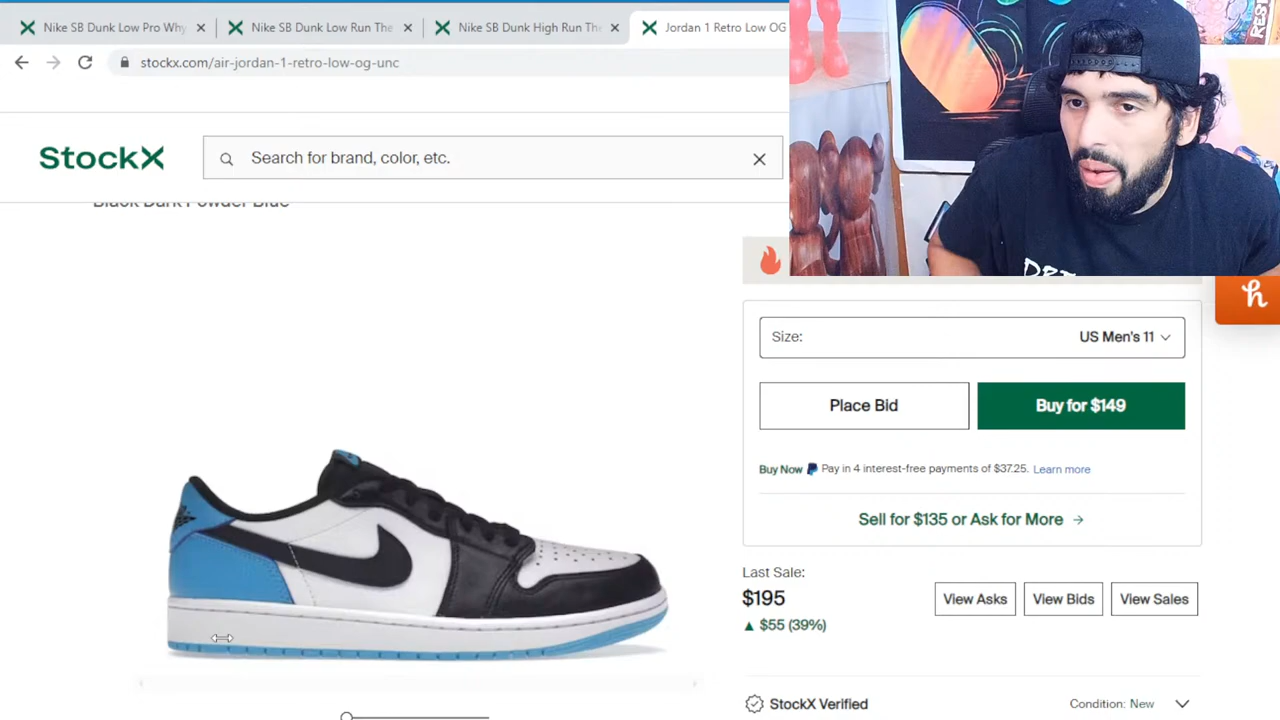 Nike SB Dunk Low Pro Why
Nike SB Dunk Low Run The
Nike SB Dunk High Run The
Jordan 1 Retro Low OG
stockx.com/air-jordan-1-retro-low-og-unc
StockX
Search for brand, color, etc.
Black Dark Powder Blue
h
Size:
US Men's 11
Place Bid
Buy for $149
Buy Now
Pay in 4 interest-free payments of $37.25.
Learn more
Sell for $135 or Ask for More
Last Sale:
$195
▲ $55 (39%)
View Asks
View Bids
View Sales
StockX Verified
Condition: New